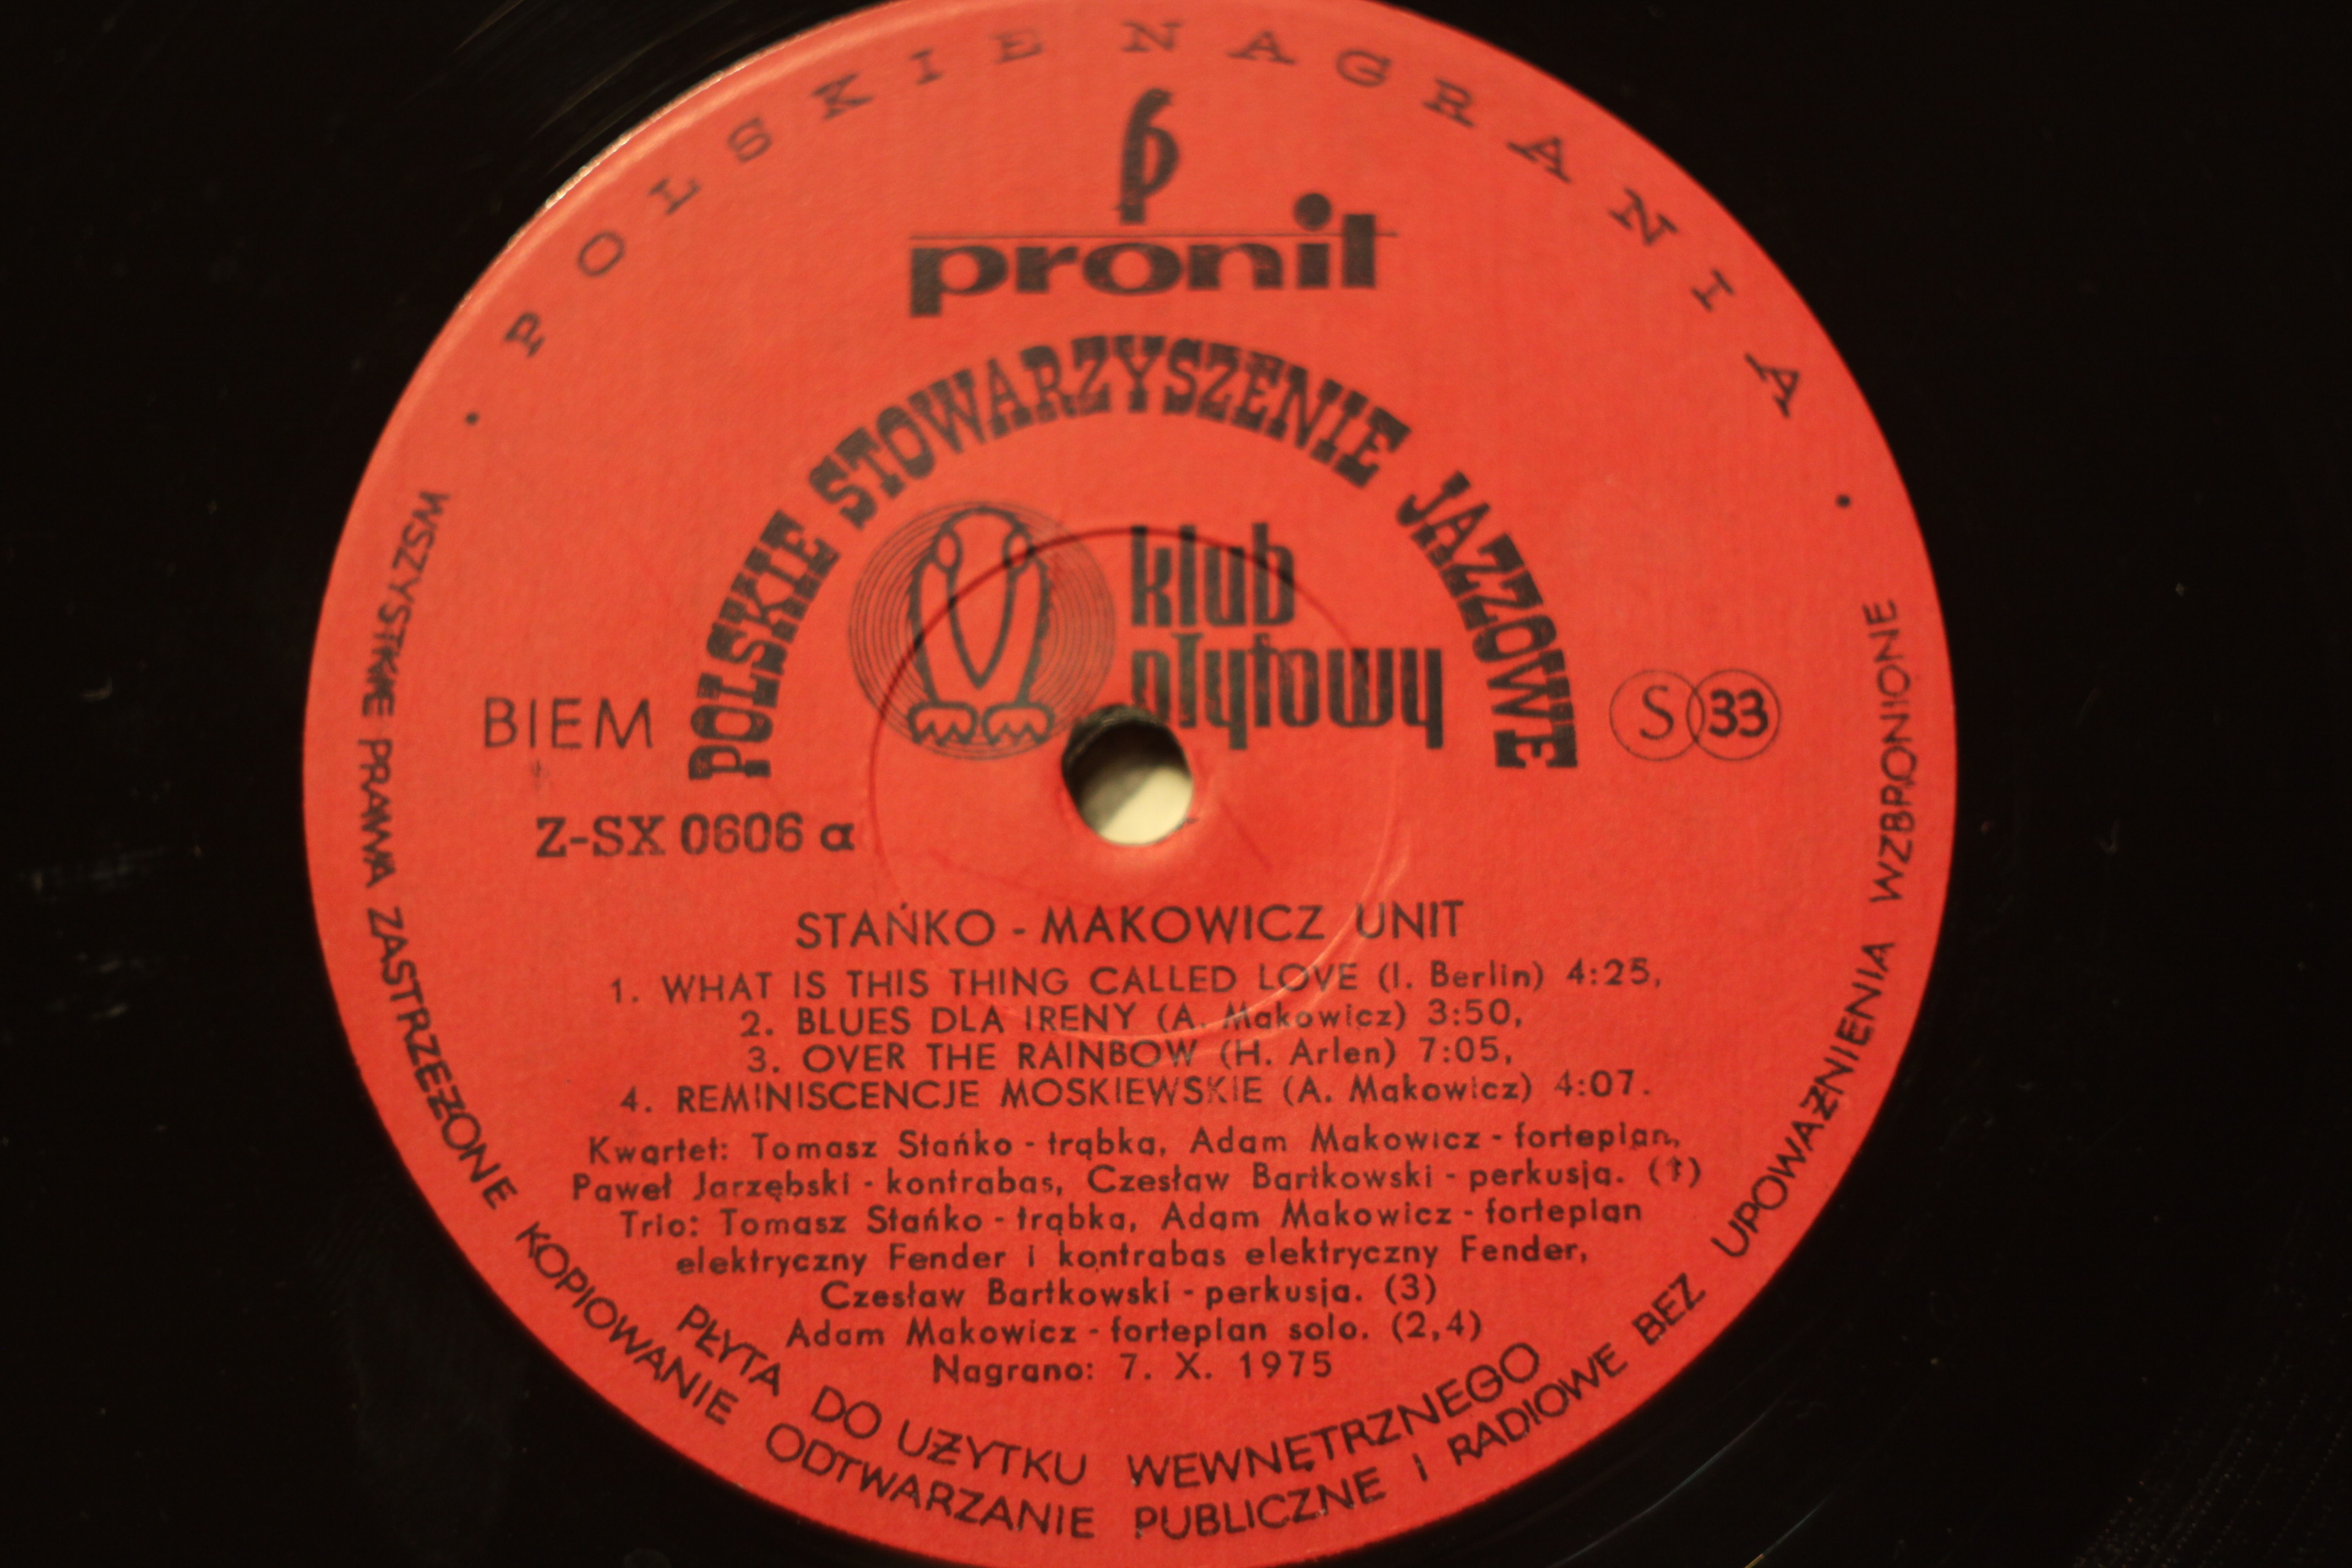 POLSKIE NAGRANIA
pronit
POLSKIE STOWARZYSZENIE JAZZOWE
klub
płytowy
BIEM
S 33
Z-SX 0606 a
STAŃKO - MAKOWICZ UNIT
1. WHAT IS THIS THING CALLED LOVE (I. Berlin) 4:25,
2. BLUES DLA IRENY (A. Makowicz) 3:50,
3. OVER THE RAINBOW (H. Arlen) 7:05,
4. REMINISCENCJE MOSKIEWSKIE (A. Makowicz) 4:07.
Kwartet: Tomasz Stańko - trąbka, Adam Makowicz - fortepian,
Paweł Jarzębski - kontrabas, Czesław Bartkowski - perkusja. (1)
Trio: Tomasz Stańko - trąbka, Adam Makowicz - fortepian
elektryczny Fender i kontrabas elektryczny Fender,
Czesław Bartkowski - perkusja. (3)
Adam Makowicz - fortepian solo. (2,4)
Nagrano: 7. X. 1975
PŁYTA DO UŻYTKU WEWNĘTRZNEGO
WSZYSTKIE PRAWA ZASTRZEŻONE KOPIOWANIE ODTWARZANIE PUBLICZNE I RADIOWE BEZ UPOWAŻNIENIA WZBRONIONE